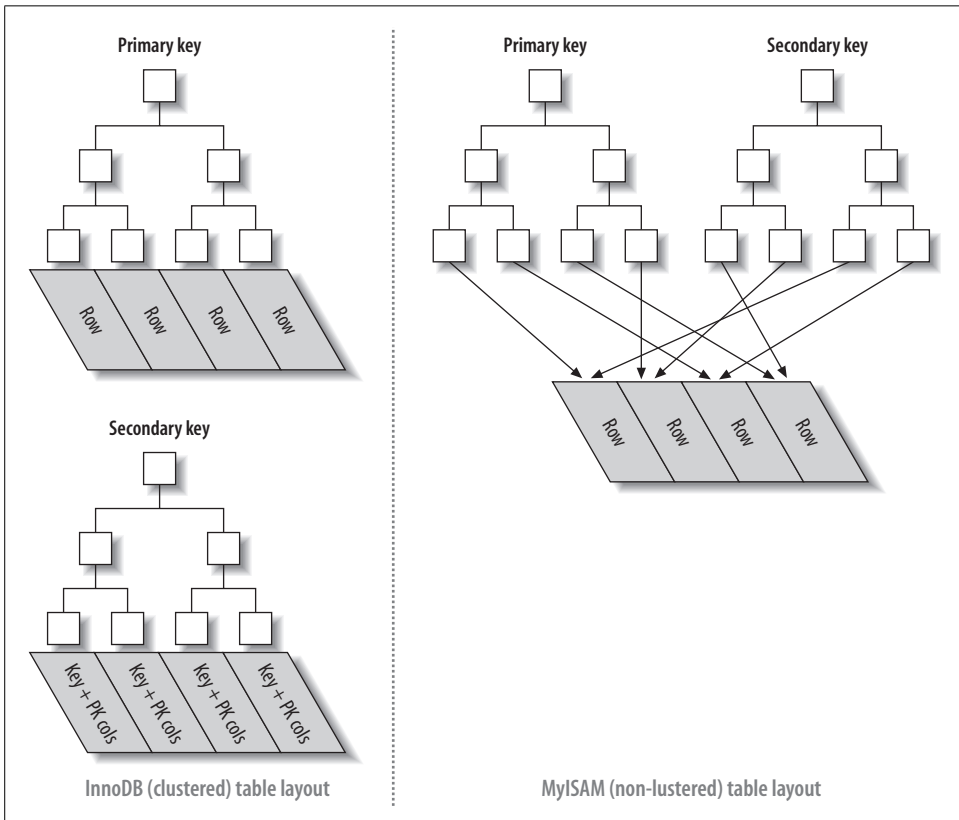 Primary key
Row
Row
Row
Row
Secondary key
Key + PK cols
Key + PK cols
Key + PK cols
Key + PK cols
InnoDB (clustered) table layout
Primary key
Secondary key
Row
Row
Row
Row
MyISAM (non-lustered) table layout